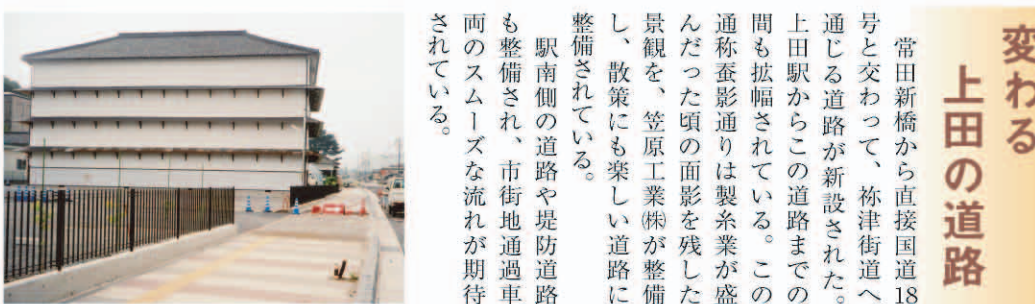 変わる
上田の道路
常田新橋から直接国道18
号と交わって、祢津街道へ
通じる道路が新設された。
上田駅からこの道路までの
間も拡幅されている。この
通称蚕影通りは製糸業が盛
んだった頃の面影を残した
景観を、笠原工業㈱が整備
し、散策にも楽しい道路に
整備されている。
駅南側の道路や堤防道路
も整備され、市街地通過車
両のスムーズな流れが期待
されている。